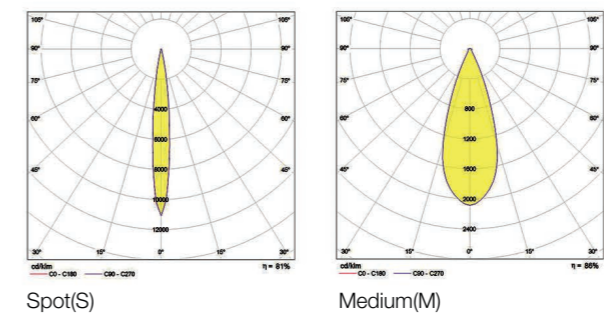 105° 105° 105° 105°
90° 90° 90° 90°
75° 75° 75° 75°
60° 60° 60° 60°
45° 45° 45° 45°
4000 800
6000 1200
8000 1600
10000 2000
12000 2400
30° 15° 0° 15° 30° 30° 15° 0° 15° 30°
cd/klm η = 81% cd/klm η = 86%
C0 - C180 C90 - C270 C0 - C180 C90 - C270
Spot(S) Medium(M)